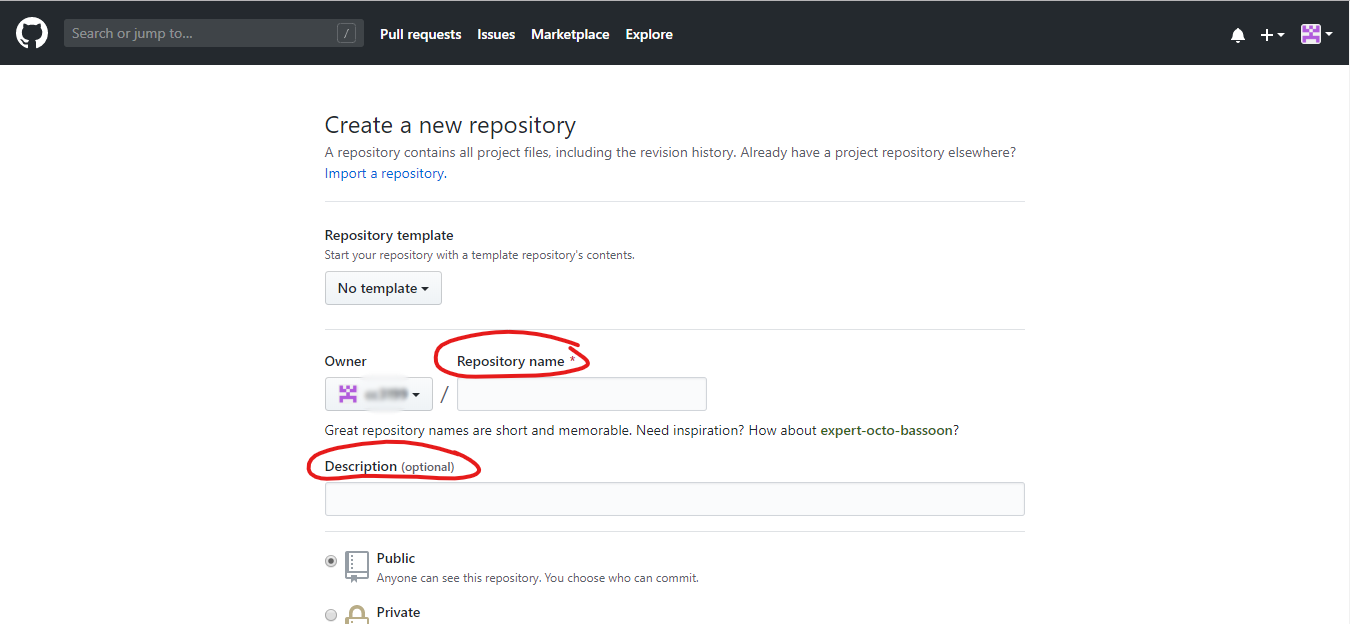 Search or jump to... /
Pull requests Issues Marketplace Explore
Create a new repository
A repository contains all project files, including the revision history. Already have a project repository elsewhere?
Import a repository.
Repository template
Start your repository with a template repository's contents.
No template
Owner Repository name *
/
Great repository names are short and memorable. Need inspiration? How about expert-octo-bassoon?
Description (optional)
Public
Anyone can see this repository. You choose who can commit.
Private